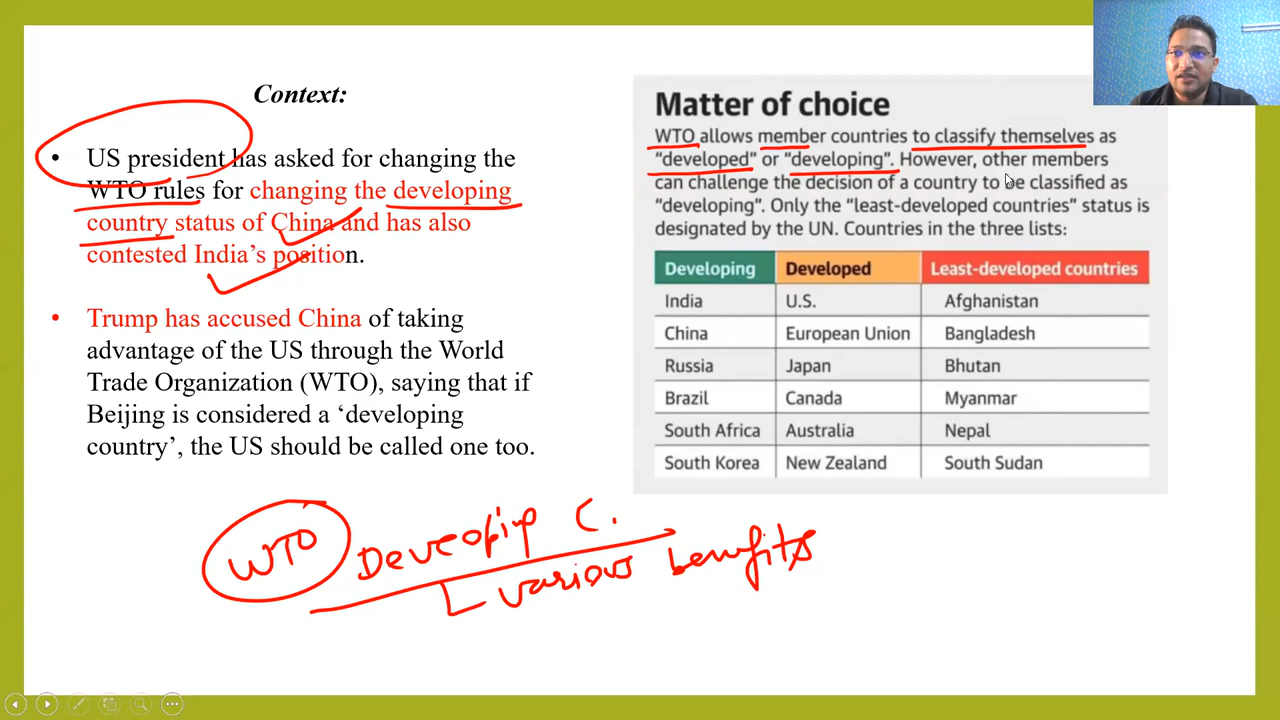 Context:
• US president has asked for changing the
WTO rules for changing the developing
country status of China and has also
contested India's position.
• Trump has accused China of taking
advantage of the US through the World
Trade Organization (WTO), saying that if
Beijing is considered a ‘developing
country’, the US should be called one too.
Matter of choice
WTO allows member countries to classify themselves as
“developed” or “developing”. However, other members
can challenge the decision of a country to be classified as
“developing”. Only the “least-developed countries” status is
designated by the UN. Countries in the three lists:
Developing Developed Least-developed countries
India U.S. Afghanistan
China European Union Bangladesh
Russia Japan Bhutan
Brazil Canada Myanmar
South Africa Australia Nepal
South Korea New Zealand South Sudan
WTO Developing C.
various benefits